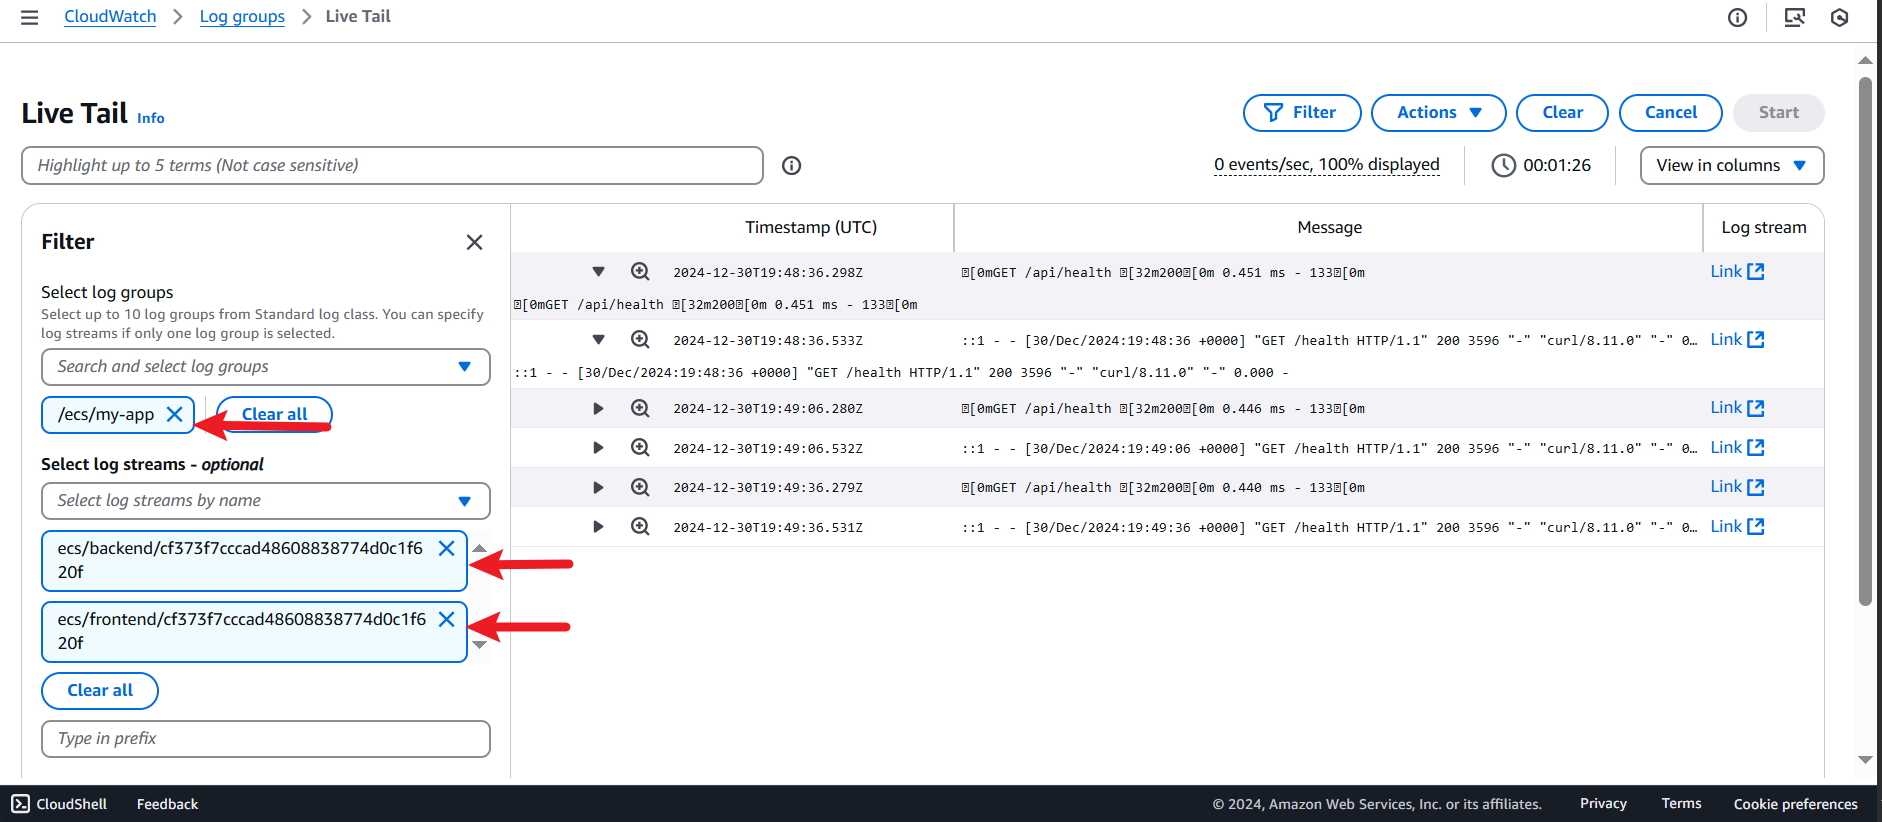 CloudWatch > Log groups > Live Tail
Live Tail Info
Filter Actions Clear Cancel Start
Highlight up to 5 terms (Not case sensitive)
0 events/sec, 100% displayed 00:01:26 View in columns
Filter
Select log groups
Select up to 10 log groups from Standard log class. You can specify
log streams if only one log group is selected.
Search and select log groups
/ecs/my-app Clear all
Select log streams - optional
Select log streams by name
ecs/backend/cf373f7cccad48608838774d0c1f6
20f
ecs/frontend/cf373f7cccad48608838774d0c1f6
20f
Clear all
Type in prefix
Timestamp (UTC) Message Log stream
2024-12-30T19:48:36.298Z [0mGET /api/health [32m200[0m 0.451 ms - 133[0m Link
[0mGET /api/health [32m200[0m 0.451 ms - 133[0m
2024-12-30T19:48:36.533Z ::1 - - [30/Dec/2024:19:48:36 +0000] "GET /health HTTP/1.1" 200 3596 "-" "curl/8.11.0" "-" 0… Link
::1 - - [30/Dec/2024:19:48:36 +0000] "GET /health HTTP/1.1" 200 3596 "-" "curl/8.11.0" "-" 0.000 -
2024-12-30T19:49:06.280Z [0mGET /api/health [32m200[0m 0.446 ms - 133[0m Link
2024-12-30T19:49:06.532Z ::1 - - [30/Dec/2024:19:49:06 +0000] "GET /health HTTP/1.1" 200 3596 "-" "curl/8.11.0" "-" 0… Link
2024-12-30T19:49:36.279Z [0mGET /api/health [32m200[0m 0.440 ms - 133[0m Link
2024-12-30T19:49:36.531Z ::1 - - [30/Dec/2024:19:49:36 +0000] "GET /health HTTP/1.1" 200 3596 "-" "curl/8.11.0" "-" 0… Link
CloudShell Feedback © 2024, Amazon Web Services, Inc. or its affiliates. Privacy Terms Cookie preferences